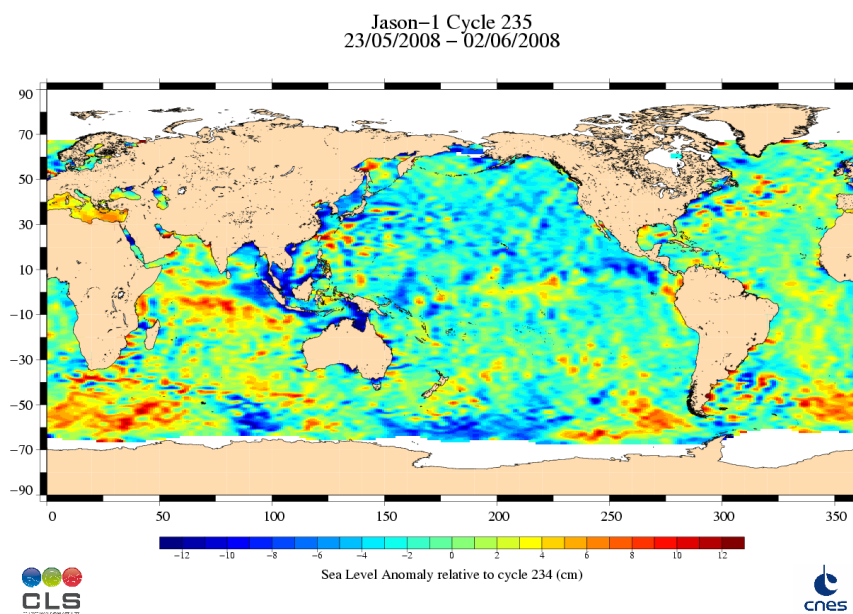 Jason−1 Cycle 235
23/05/2008 − 02/06/2008
90
70
50
30
10
−10
−30
−50
−70
−90
0 50 100 150 200 250 300 350
−12 −10 −8 −6 −4 −2 0 2 4 6 8 10 12
Sea Level Anomaly relative to cycle 234 (cm)
CLS
cnes